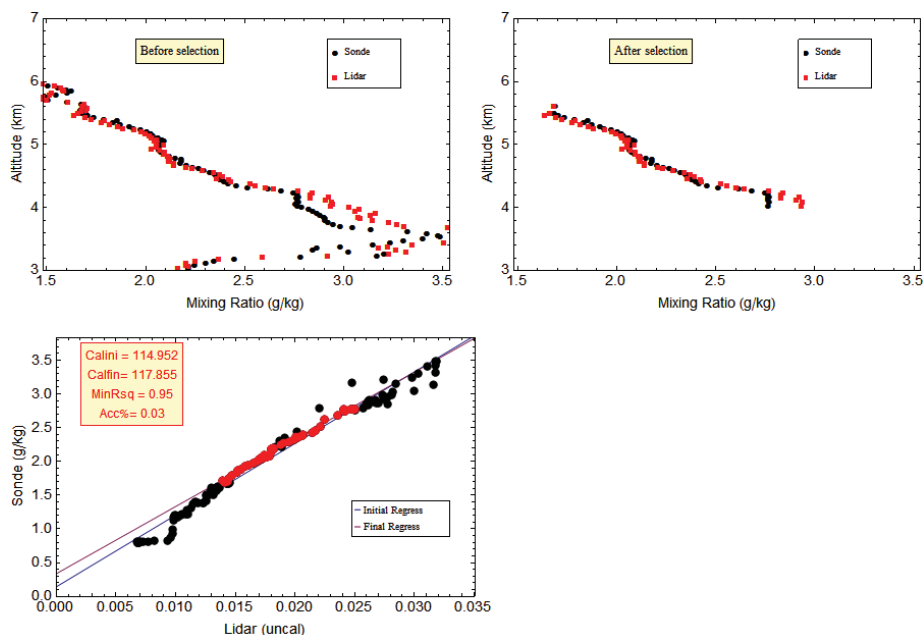 7
6
5
4
3
Altitude (km)
Before selection
Sonde
Lidar
1.5 2.0 2.5 3.0 3.5
Mixing Ratio (g/kg)
7
6
5
4
3
Altitude (km)
After selection
Sonde
Lidar
1.5 2.0 2.5 3.0 3.5
Mixing Ratio (g/kg)
3.5
3.0
2.5
2.0
1.5
1.0
0.5
0.0
Sonde (g/kg)
Calini = 114.952
Calfin = 117.855
MinRsq = 0.95
Acc%= 0.03
Initial Regress
Final Regress
0.000 0.005 0.010 0.015 0.020 0.025 0.030 0.035
Lidar (uncal)